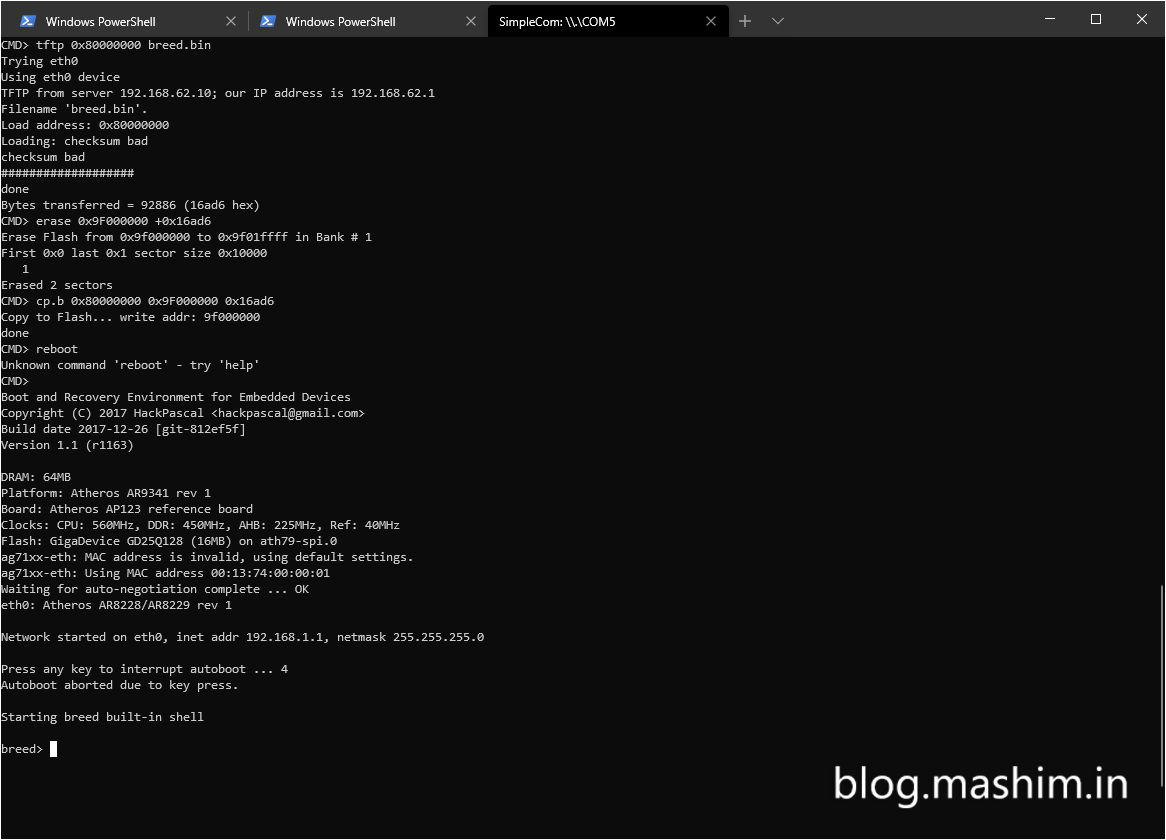 Windows PowerShell
Windows PowerShell
SimpleCom: \\.\COM5
CMD> tftp 0x80000000 breed.bin
Trying eth0
Using eth0 device
TFTP from server 192.168.62.10; our IP address is 192.168.62.1
Filename 'breed.bin'.
Load address: 0x80000000
Loading: checksum bad
checksum bad
###################
done
Bytes transferred = 92886 (16ad6 hex)
CMD> erase 0x9F000000 +0x16ad6
Erase Flash from 0x9f000000 to 0x9f01ffff in Bank # 1
First 0x0 last 0x1 sector size 0x10000
1
Erased 2 sectors
CMD> cp.b 0x80000000 0x9F000000 0x16ad6
Copy to Flash... write addr: 9f000000
done
CMD> reboot
Unknown command 'reboot' - try 'help'
CMD>
Boot and Recovery Environment for Embedded Devices
Copyright (C) 2017 HackPascal <hackpascal@gmail.com>
Build date 2017-12-26 [git-812ef5f]
Version 1.1 (r1163)
DRAM: 64MB
Platform: Atheros AR9341 rev 1
Board: Atheros AP123 reference board
Clocks: CPU: 560MHz, DDR: 450MHz, AHB: 225MHz, Ref: 40MHz
Flash: GigaDevice GD25Q128 (16MB) on ath79-spi.0
ag71xx-eth: MAC address is invalid, using default settings.
ag71xx-eth: Using MAC address 00:13:74:00:00:01
Waiting for auto-negotiation complete ... OK
eth0: Atheros AR8228/AR8229 rev 1
Network started on eth0, inet addr 192.168.1.1, netmask 255.255.255.0
Press any key to interrupt autoboot ... 4
Autoboot aborted due to key press.
Starting breed built-in shell
breed>
blog.mashim.in